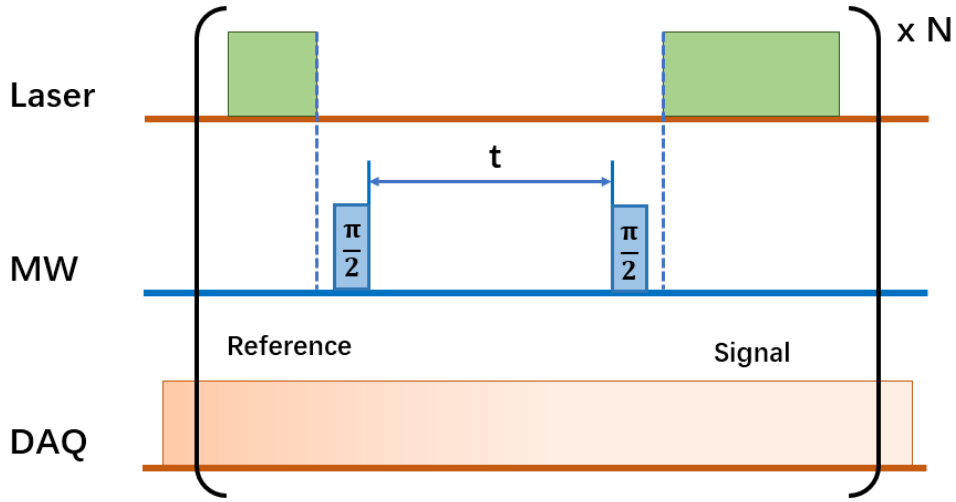 x N
Laser
t
π/2
π/2
MW
Reference
Signal
DAQ